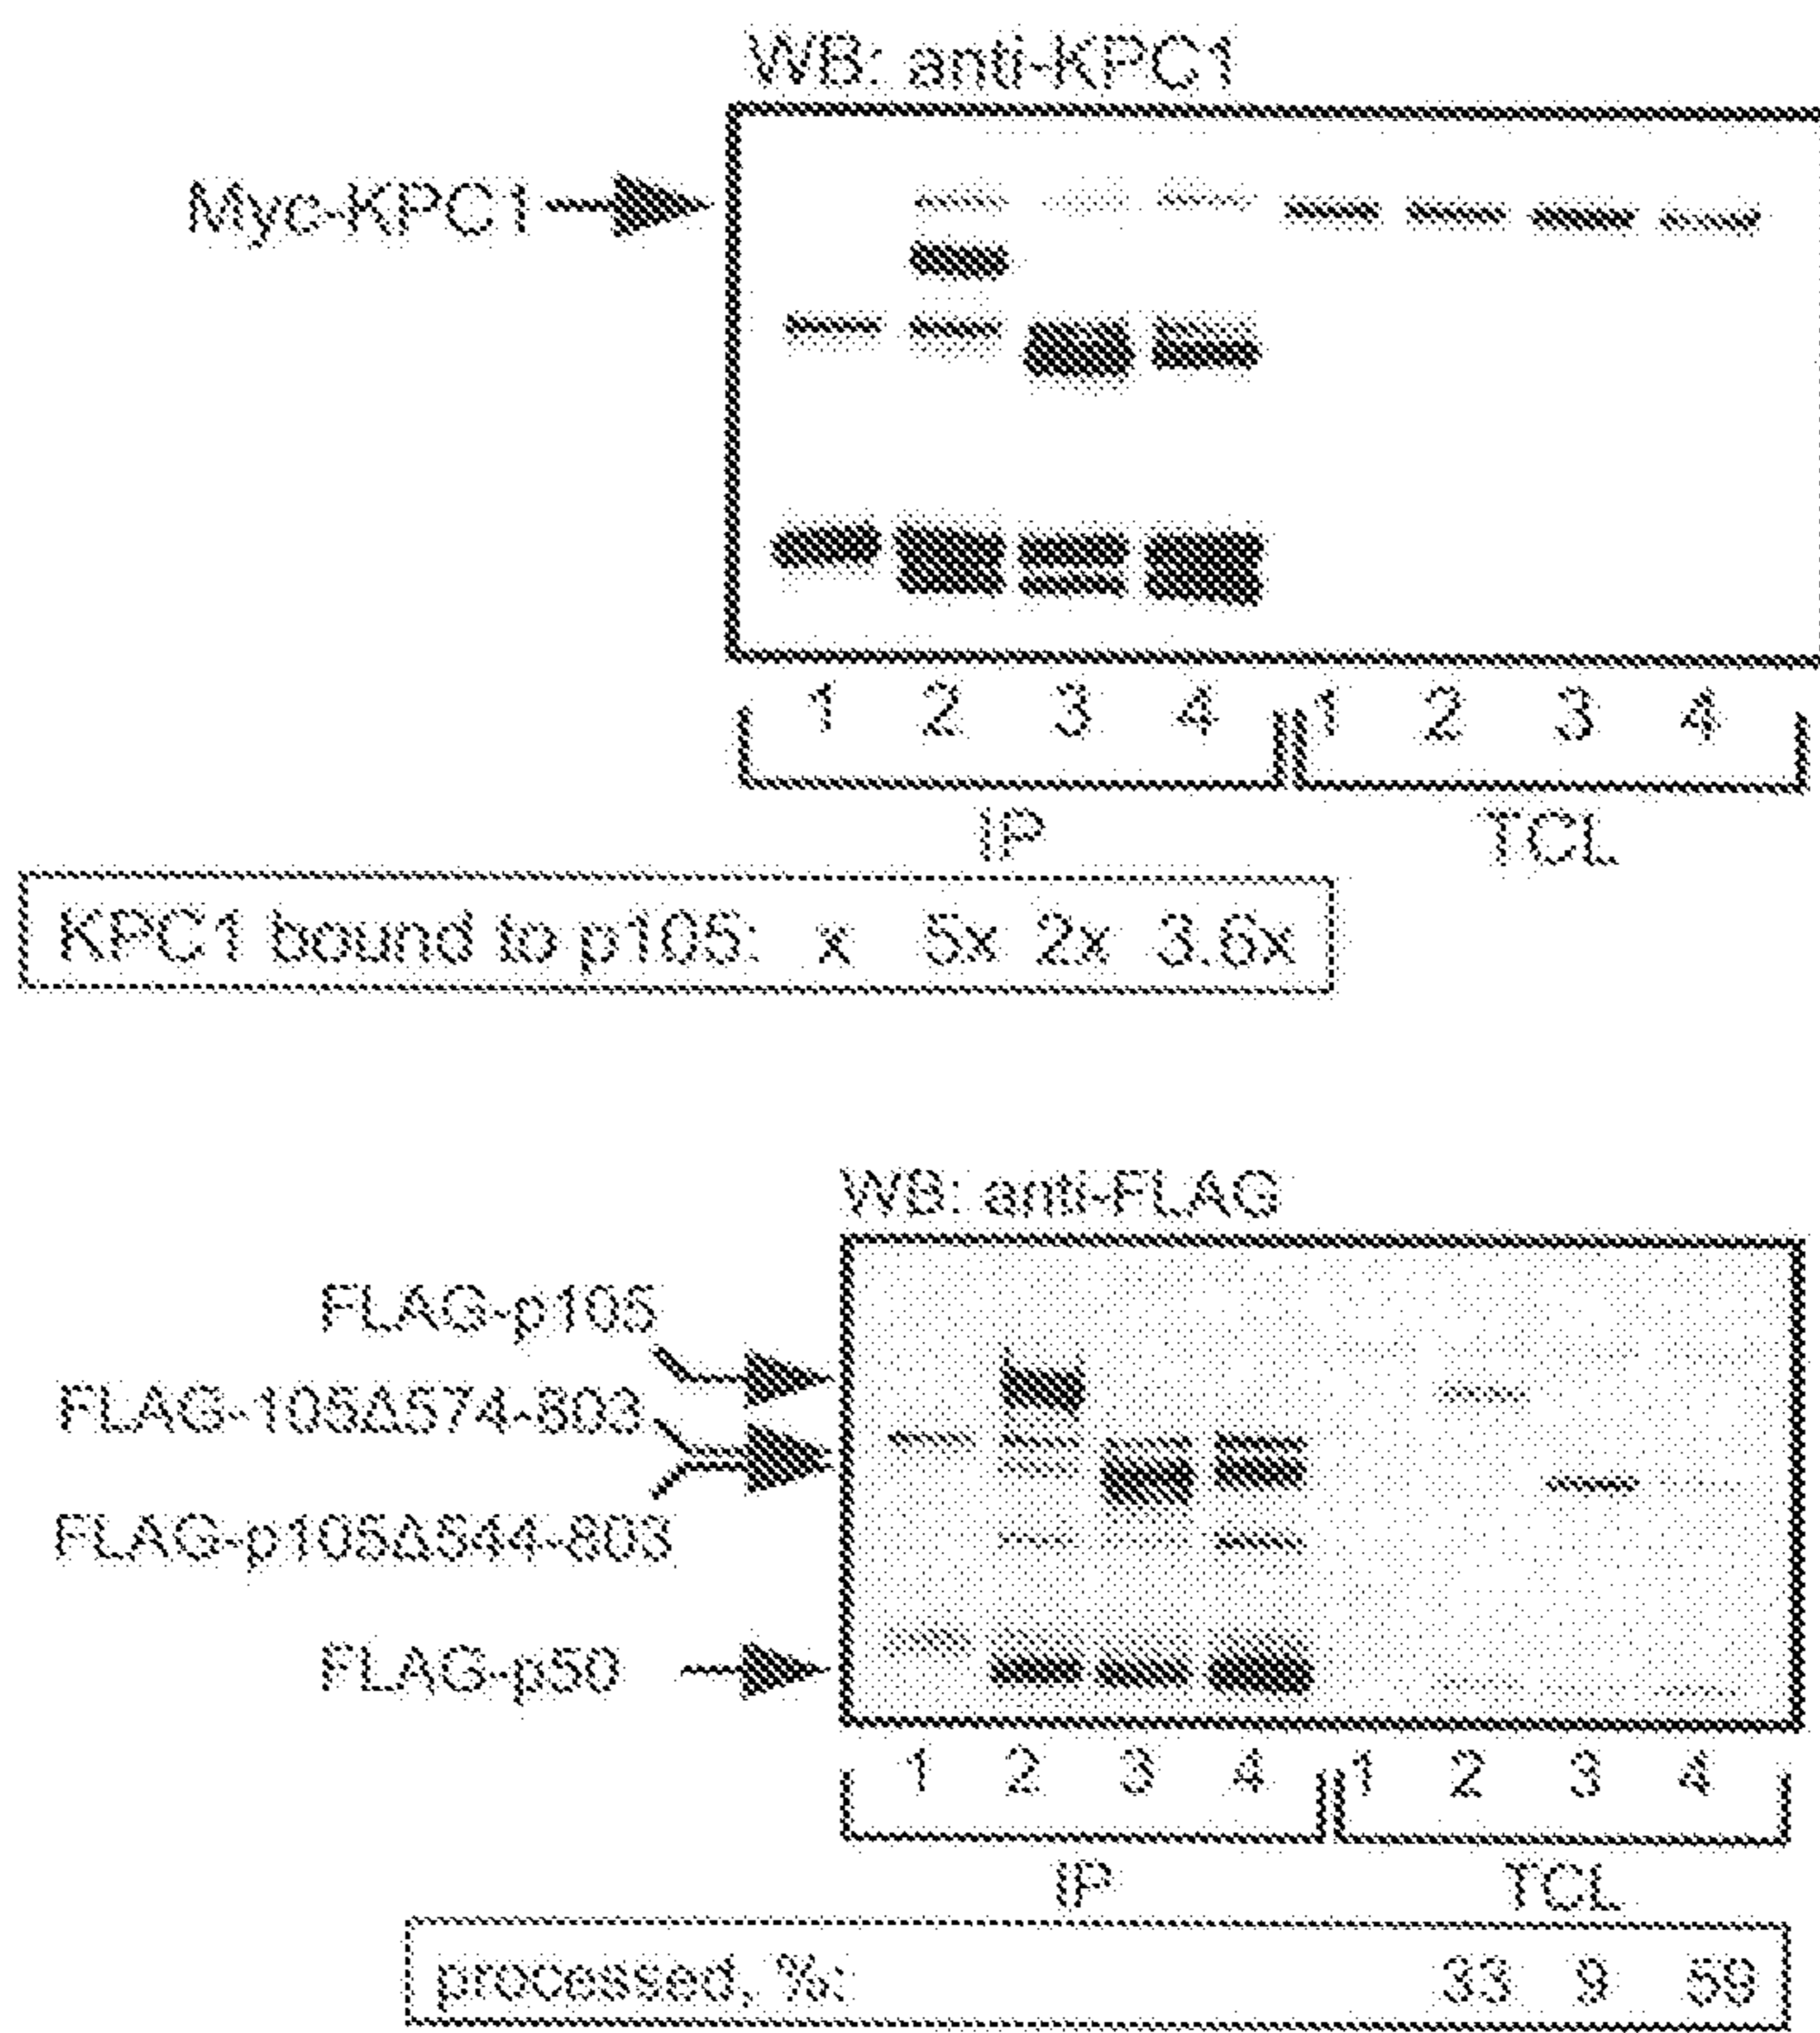 WB: anti-KPC1
Myc-KPC1
1 2 3 4 1 2 3 4
IP TCL
KPC1 bound to p105: x 5x 2x 3.6x
WB: anti-FLAG
FLAG-p105
FLAG-105Δ574-803
FLAG-p105Δ544-803
FLAG-p50
1 2 3 4 1 2 3 4
IP TCL
processed, %: 33 9 59